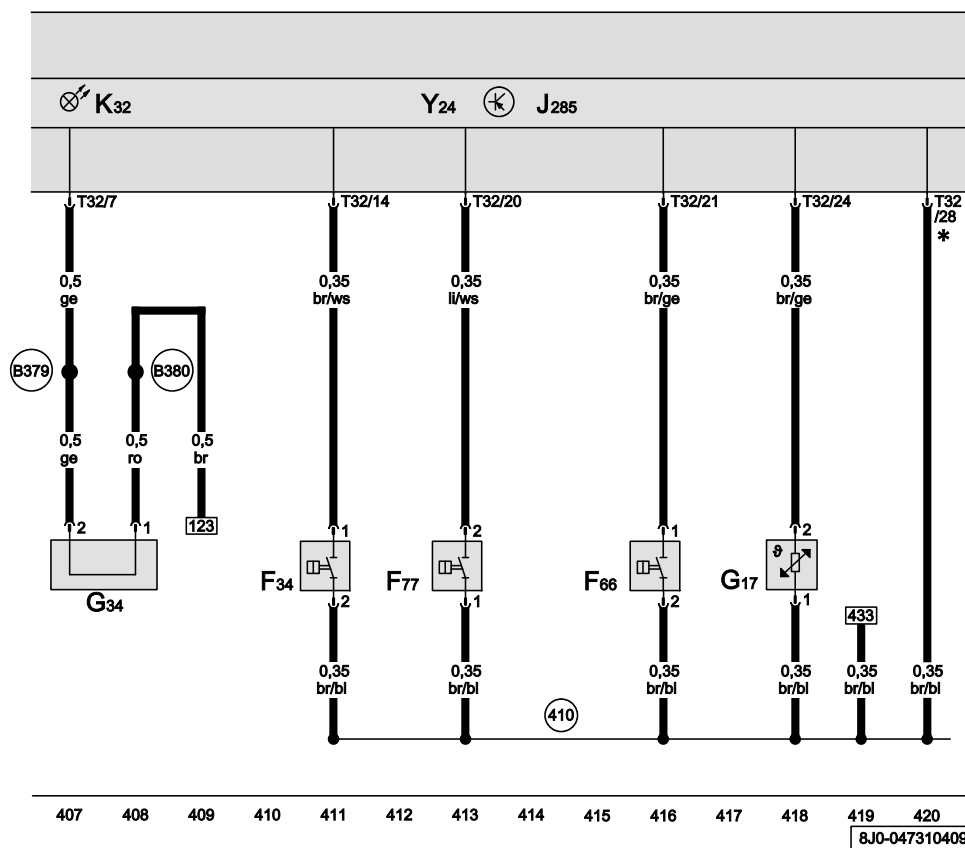 K32 Y24 J285
T32/7 T32/14 T32/20 T32/21 T32/24 T32
/28
*
0,5 0,35 0,35 0,35 0,35
ge br/ws li/ws br/ge br/ge
B379 B380
0,5 0,5 0,5
ge ro br
2 1 123 1 2 1 2
G34 F34 F77 F66 G17
2 1 2 1
433
0,35 0,35 0,35 0,35 0,35 0,35
br/bl br/bl br/bl br/bl br/bl br/bl
410
407 408 409 410 411 412 413 414 415 416 417 418 419 420
8J0-047310409